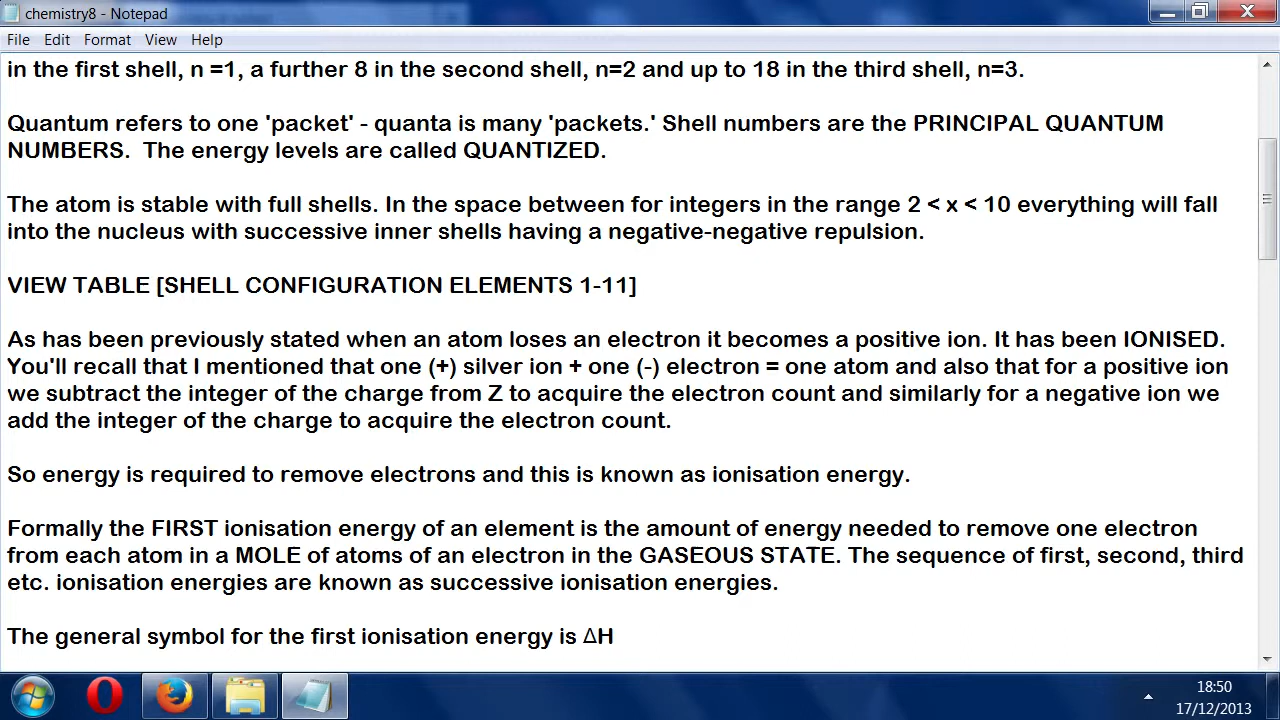 chemistry8 - Notepad
File Edit Format View Help
in the first shell, n =1, a further 8 in the second shell, n=2 and up to 18 in the third shell, n=3.
Quantum refers to one 'packet' - quanta is many 'packets.' Shell numbers are the PRINCIPAL QUANTUM
NUMBERS.  The energy levels are called QUANTIZED.
The atom is stable with full shells. In the space between for integers in the range 2 < x < 10 everything will fall
into the nucleus with successive inner shells having a negative-negative repulsion.
VIEW TABLE [SHELL CONFIGURATION ELEMENTS 1-11]
As has been previously stated when an atom loses an electron it becomes a positive ion. It has been IONISED.
You'll recall that I mentioned that one (+) silver ion + one (-) electron = one atom and also that for a positive ion
we subtract the integer of the charge from Z to acquire the electron count and similarly for a negative ion we
add the integer of the charge to acquire the electron count.
So energy is required to remove electrons and this is known as ionisation energy.
Formally the FIRST ionisation energy of an element is the amount of energy needed to remove one electron
from each atom in a MOLE of atoms of an electron in the GASEOUS STATE. The sequence of first, second, third
etc. ionisation energies are known as successive ionisation energies.
The general symbol for the first ionisation energy is ΔH
18:50
17/12/2013